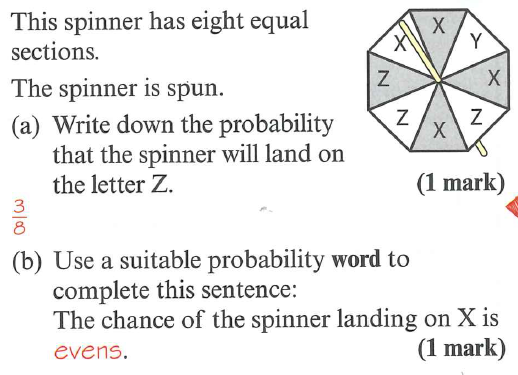 This spinner has eight equal
sections.
The spinner is spun.
(a) Write down the probability
that the spinner will land on
the letter Z.
(1 mark)
3
8
X
X
Y
Z
X
Z
X
Z
(b) Use a suitable probability word to
complete this sentence:
The chance of the spinner landing on X is
evens.
(1 mark)